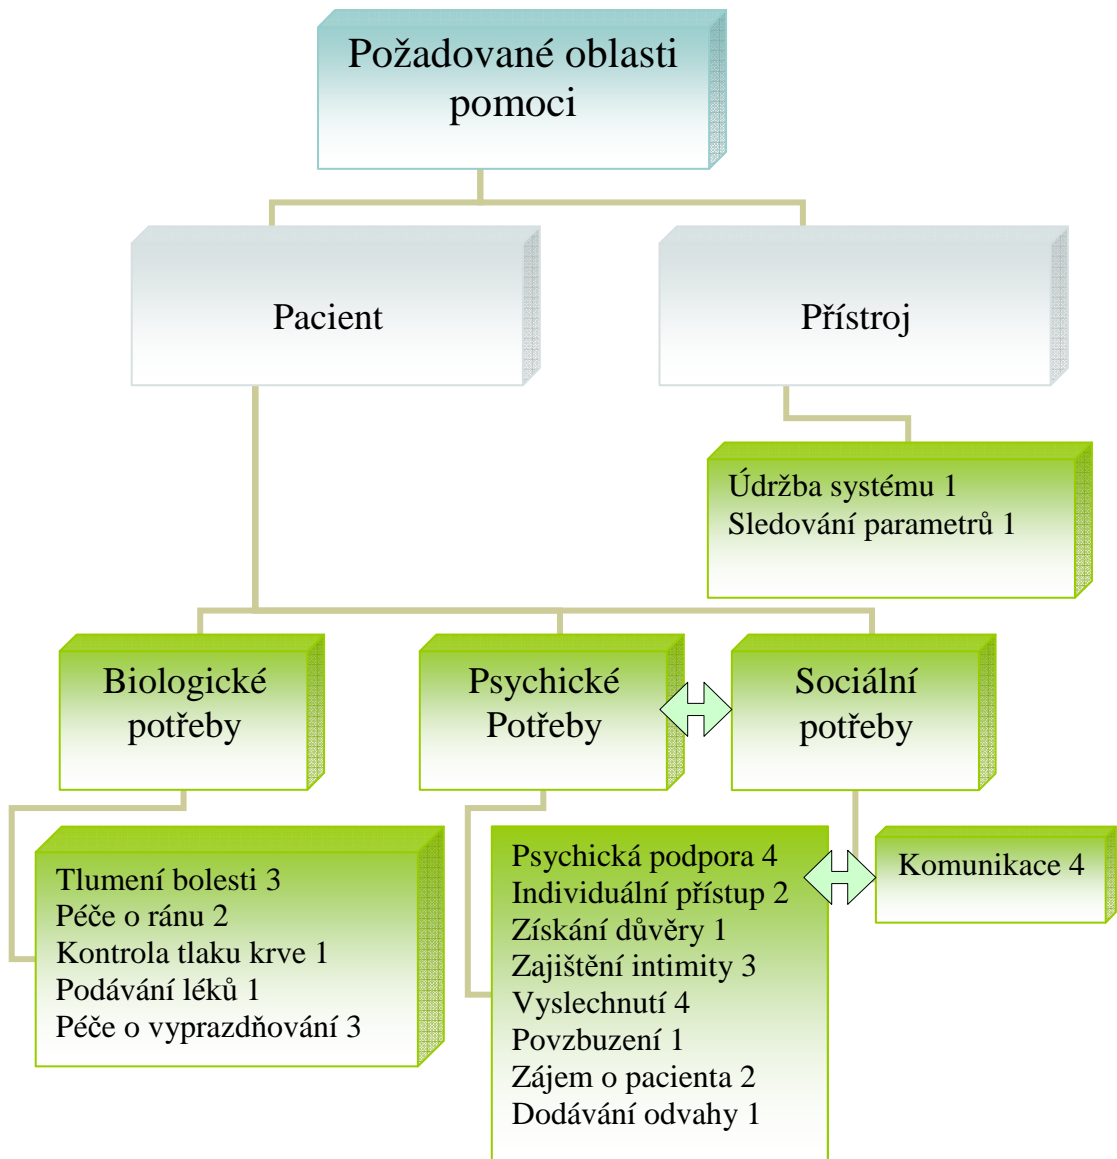 Požadované oblasti
pomoci
Pacient
Přístroj
Údržba systému 1
Sledování parametrů 1
Biologické
potřeby
Psychické
Potřeby
Sociální
potřeby
Tlumení bolesti 3
Péče o ránu 2
Kontrola tlaku krve 1
Podávání léků 1
Péče o vyprazdňování 3
Psychická podpora 4
Individuální přístup 2
Získání důvěry 1
Zajištění intimity 3
Vyslechnutí 4
Povzbuzení 1
Zájem o pacienta 2
Dodávání odvahy 1
Komunikace 4